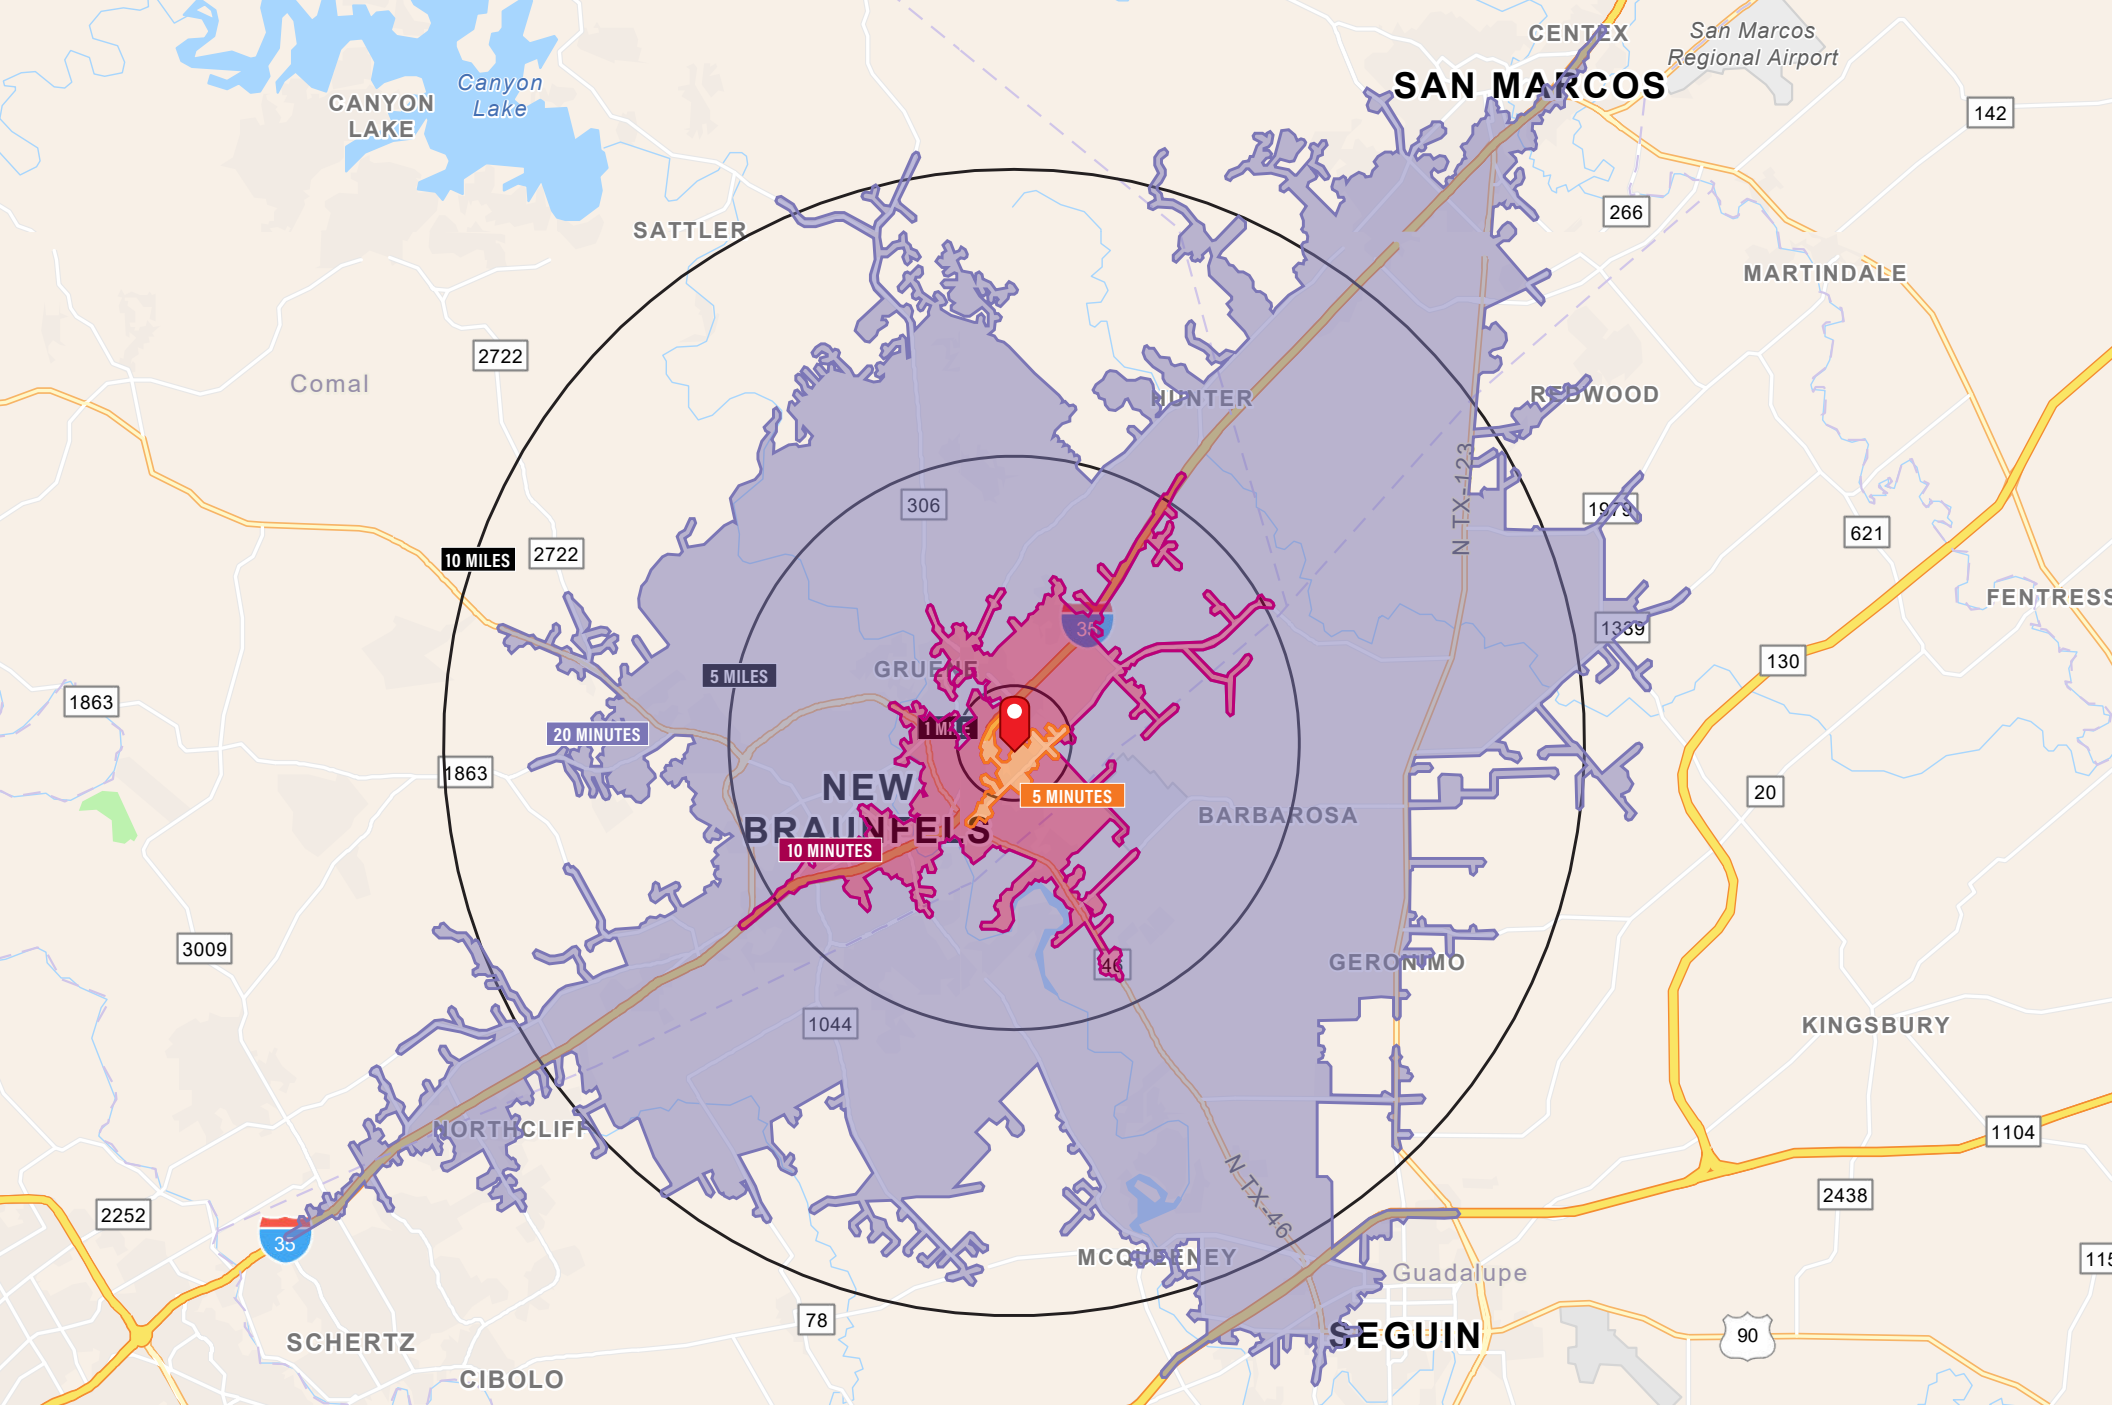 CENTEX
San Marcos
Regional Airport
SAN MARCOS
Canyon
Lake
CANYON
LAKE
142
266
SATTLER
MARTINDALE
2722
Comal
HUNTER
REDWOOD
306
N TX-123
1979
621
10 MILES
2722
FENTRESS
35
1339
GRUENE
5 MILES
130
1863
1 MILE
20 MINUTES
1863
NEW
BRAUNFELS
5 MINUTES
20
BARBAROSA
10 MINUTES
3009
46
GERONIMO
1044
KINGSBURY
NORTHCLIFF
1104
N TX-46
2438
2252
35
MCQUEENEY
Guadalupe
115
78
SCHERTZ
SEGUIN
90
CIBOLO